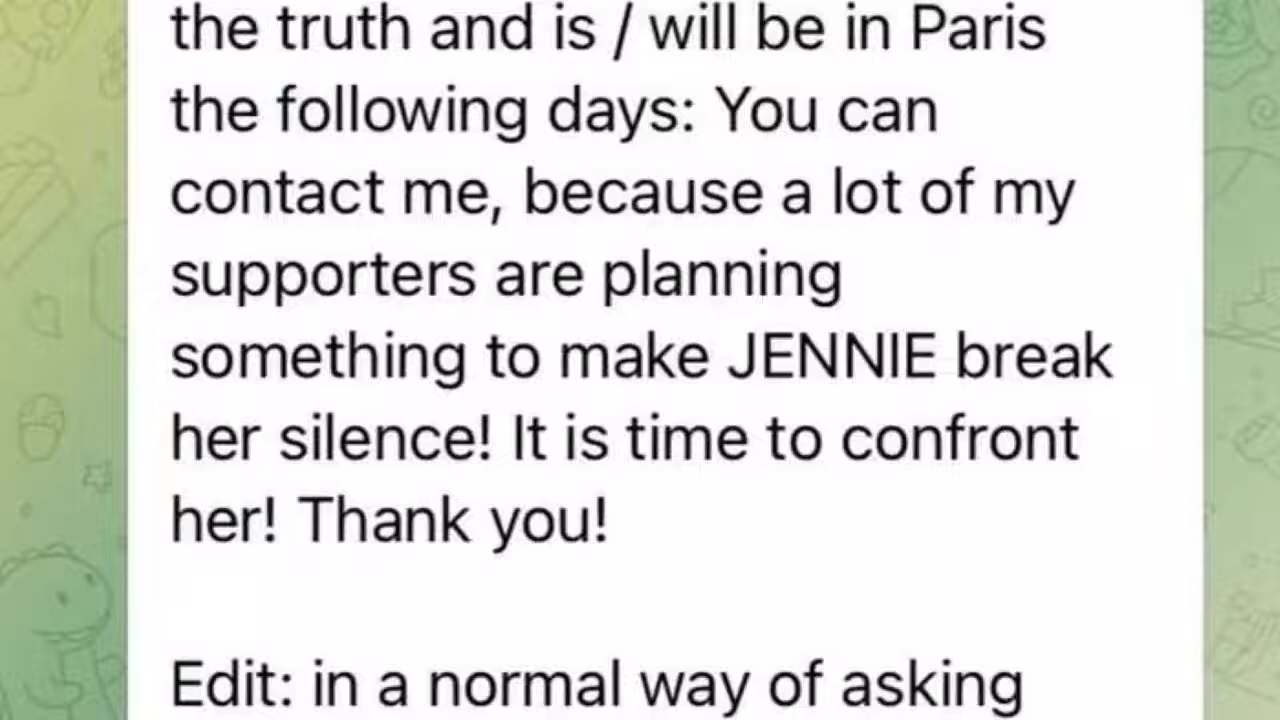 the truth and is / will be in Paris
the following days: You can
contact me, because a lot of my
supporters are planning
something to make JENNIE break
her silence! It is time to confront
her! Thank you!
Edit: in a normal way of asking